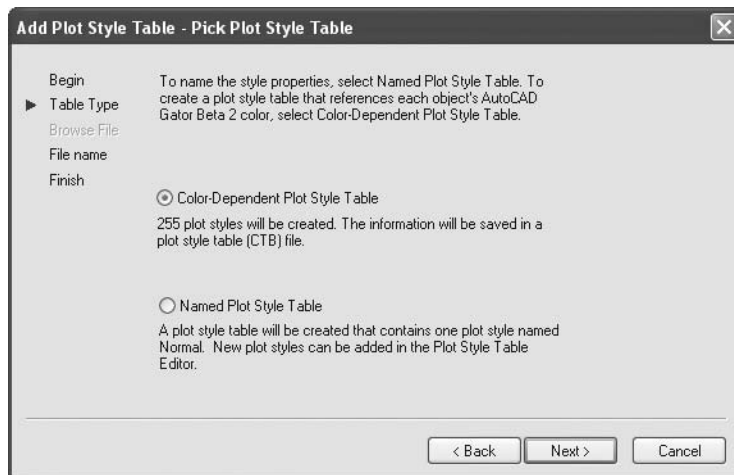 Add Plot Style Table - Pick Plot Style Table
Begin
Table Type
Browse File
File name
Finish
To name the style properties, select Named Plot Style Table. To
create a plot style table that references each object's AutoCAD
Gator Beta 2 color, select Color-Dependent Plot Style Table.
Color-Dependent Plot Style Table
255 plot styles will be created. The information will be saved in a
plot style table (CTB) file.
Named Plot Style Table
A plot style table will be created that contains one plot style named
Normal. New plot styles can be added in the Plot Style Table
Editor.
< Back
Next >
Cancel